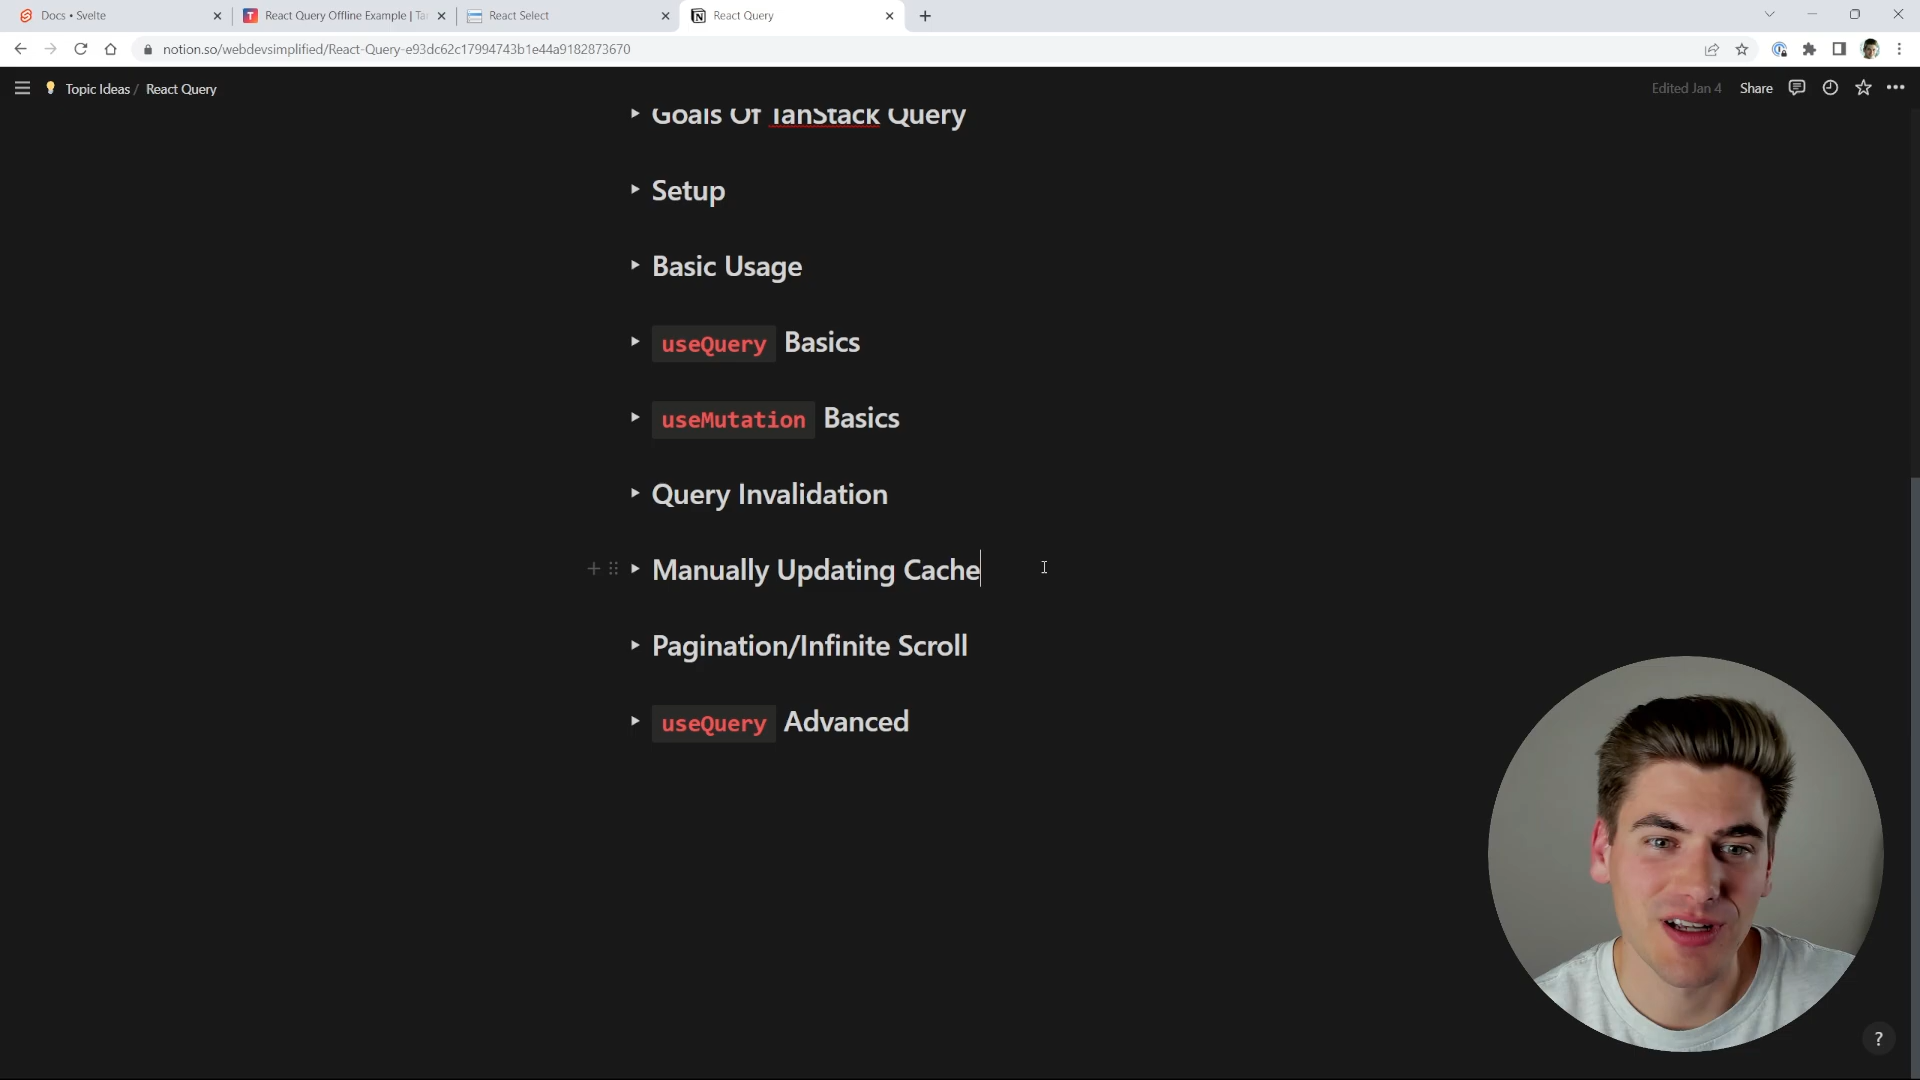 Docs • Svelte
React Query Offline Example | Ta
React Select
React Query
notion.so/webdevsimplified/React-Query-e93dc62c17994743b1e44a9182873670
Topic Ideas / React Query
Edited Jan 4
Share
Goals Of TanStack Query
Setup
Basic Usage
useQuery Basics
useMutation Basics
Query Invalidation
Manually Updating Cache
Pagination/Infinite Scroll
useQuery Advanced
?